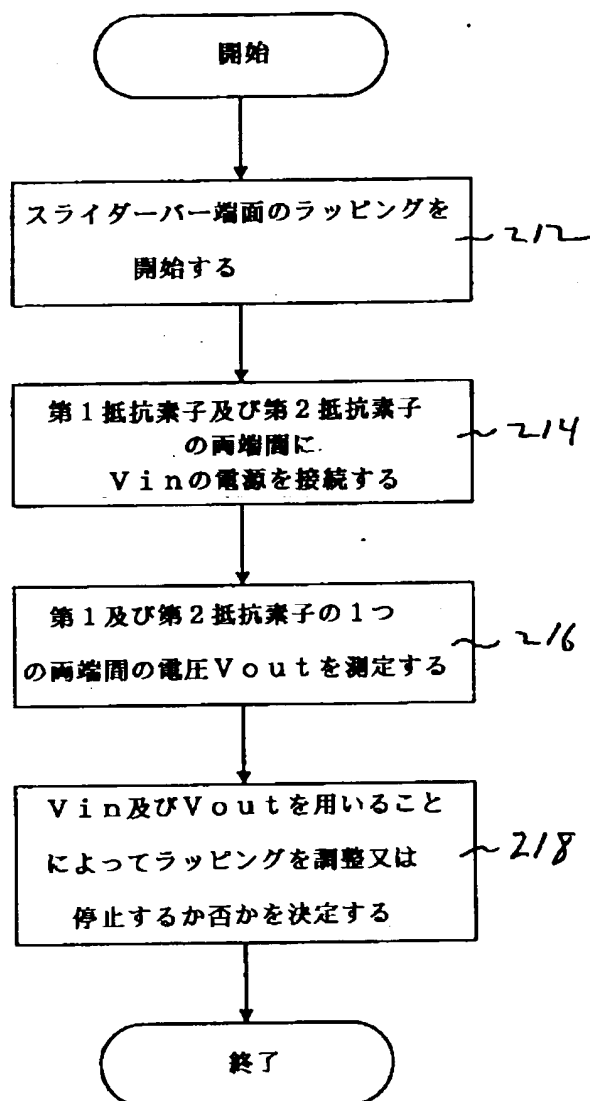 開始
スライダーバー端面のラッピングを
開始する
212
第1抵抗素子及び第2抵抗素子
の両端間に
Vinの電源を接続する
214
第1及び第2抵抗素子の1つ
の両端間の電圧Voutを測定する
216
Vin及びVoutを用いること
によってラッピングを調整又は
停止するか否かを決定する
218
終了